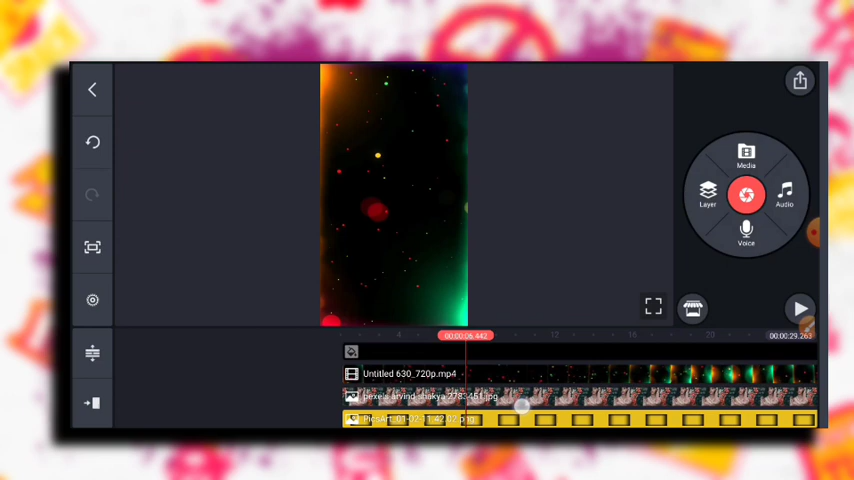 Media
Layer
Audio
Voice
4
12
16
20
00:00:06.442
00:00:29.263
Untitled 630_720p.mp4
pexels arvind shakya 2783451.jpg
PicsArt_01-02-11.42.02.png